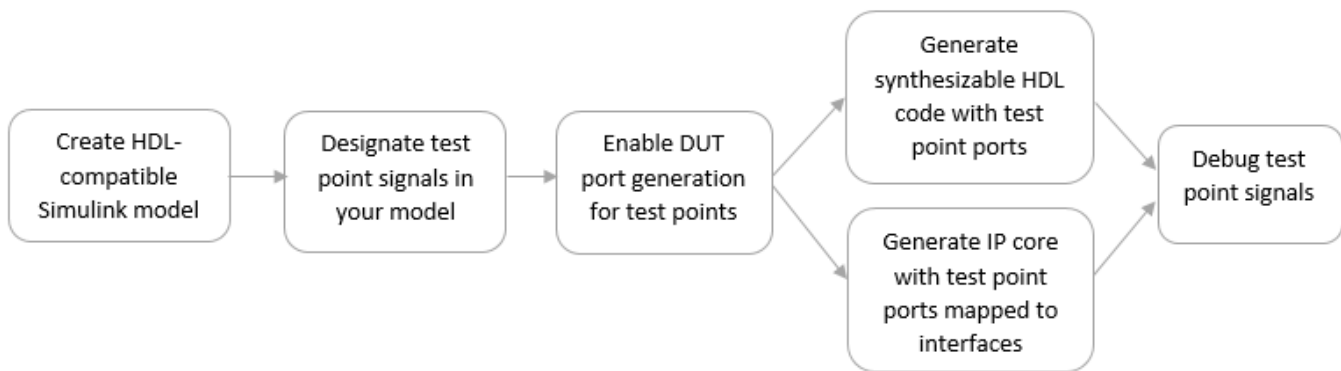 Create HDL-
compatible
Simulink model
Designate test
point signals in
your model
Enable DUT
port generation
for test points
Generate
synthesizable HDL
code with test
point ports
Generate IP core
with test point
ports mapped to
interfaces
Debug test
point signals